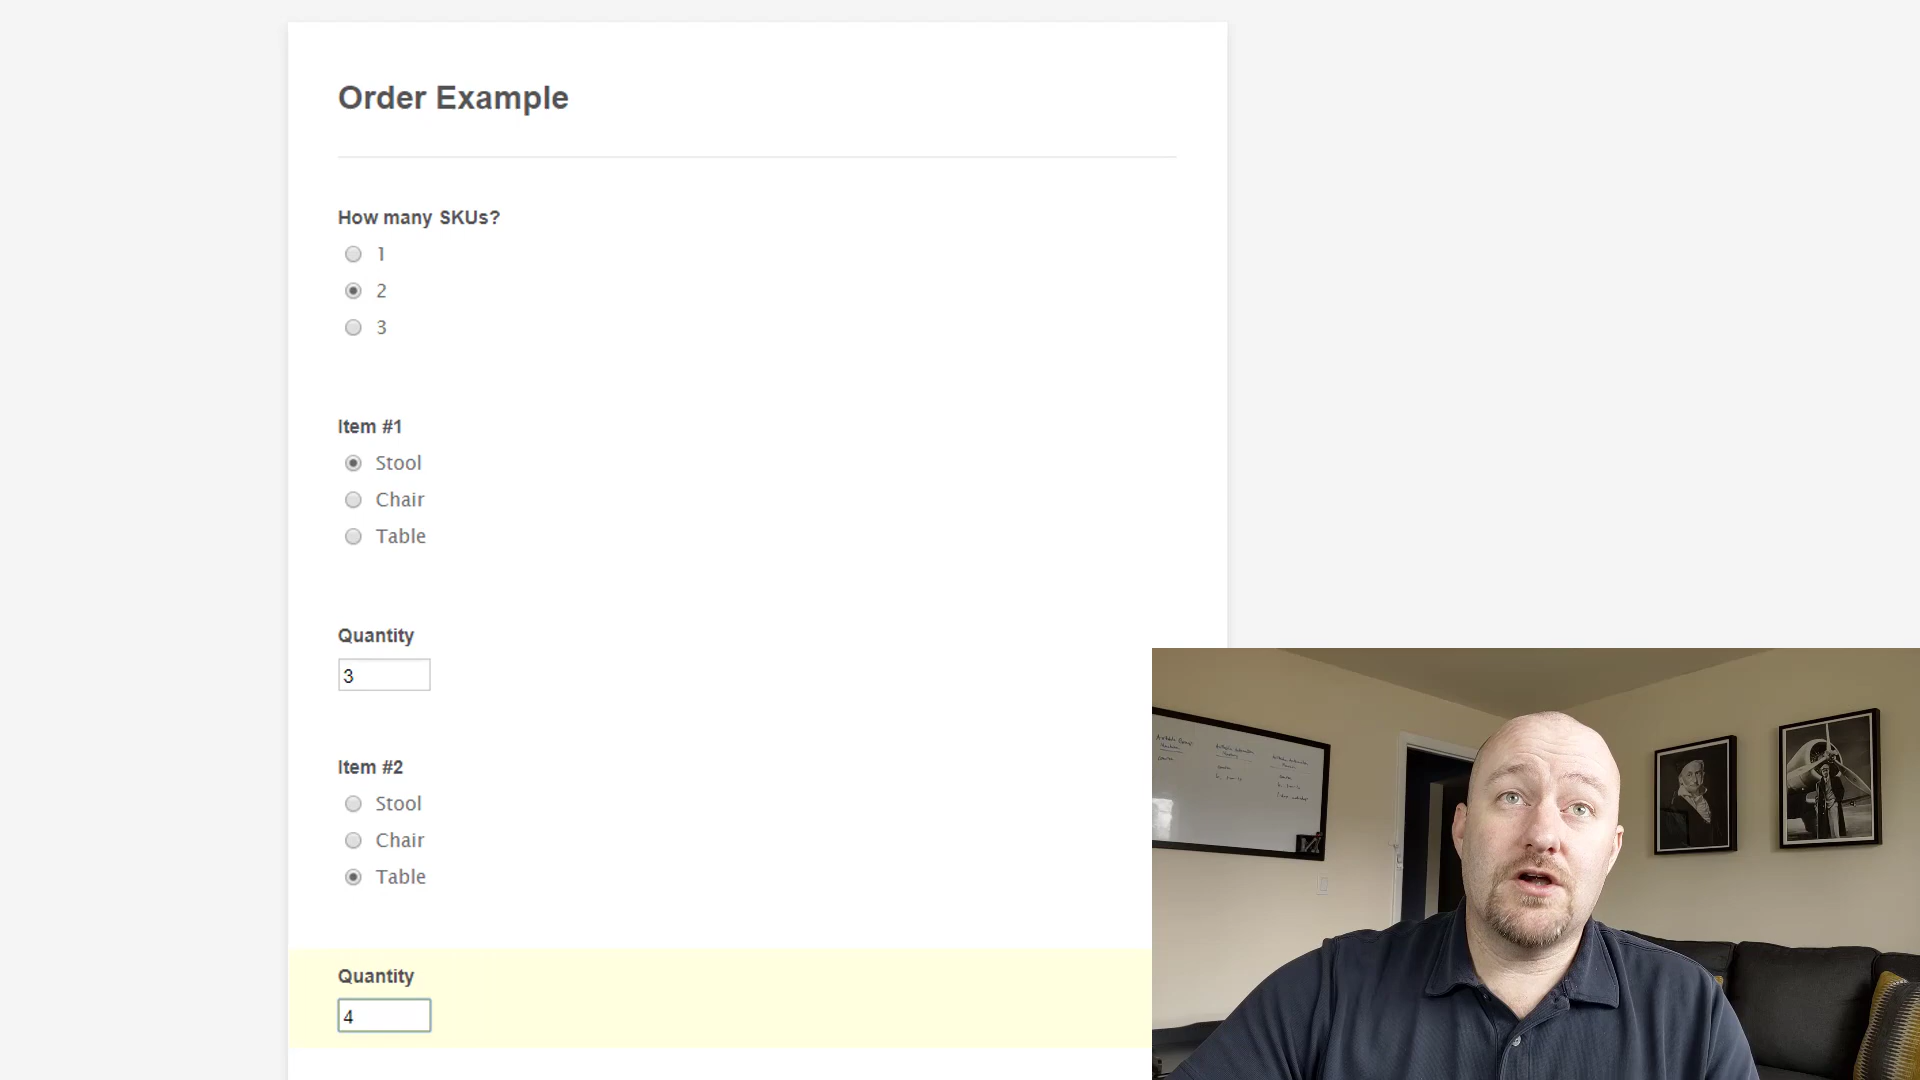 Order Example
How many SKUs?
1
2
3
Item #1
Stool
Chair
Table
Quantity
3
Item #2
Stool
Chair
Table
Quantity
4